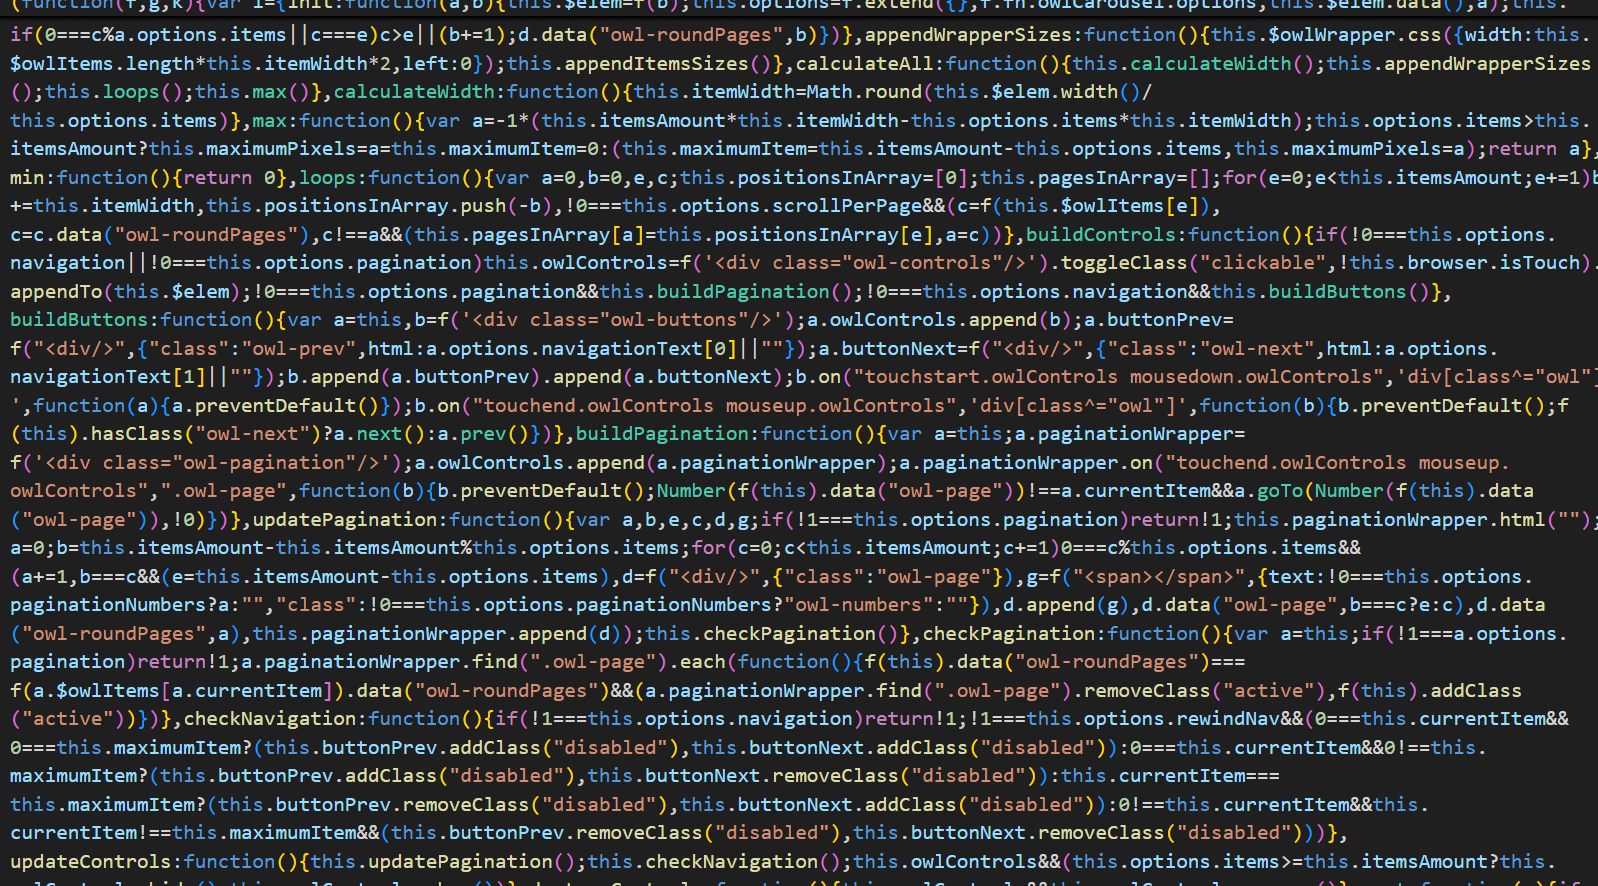 (function(f,g,k){var l={init:function(a,b){this.$elem=f(b);this.options=f.extend({},f.fn.owlCarousel.options,this.$elem.data(),a);this.
if(0===c%a.options.items||c===e)c>e||(b+=1);d.data("owl-roundPages",b)})},appendWrapperSizes:function(){this.$owlWrapper.css({width:this.
$owlItems.length*this.itemWidth*2,left:0});this.appendItemsSizes()},calculateAll:function(){this.calculateWidth();this.appendWrapperSizes
();this.loops();this.max()},calculateWidth:function(){this.itemWidth=Math.round(this.$elem.width()/
this.options.items)},max:function(){var a=-1*(this.itemsAmount*this.itemWidth-this.options.items*this.itemWidth);this.options.items>this.
itemsAmount?this.maximumPixels=a=this.maximumItem=0:(this.maximumItem=this.itemsAmount-this.options.items,this.maximumPixels=a);return a},
min:function(){return 0},loops:function(){var a=0,b=0,e,c;this.positionsInArray=[0];this.pagesInArray=[];for(e=0;e<this.itemsAmount;e+=1)b
+=this.itemWidth,this.positionsInArray.push(-b),!0===this.options.scrollPerPage&&(c=f(this.$owlItems[e]),
c=c.data("owl-roundPages"),c!==a&&(this.pagesInArray[a]=this.positionsInArray[e],a=c))},buildControls:function(){if(!0===this.options.
navigation||!0===this.options.pagination)this.owlControls=f('<div class="owl-controls"/>').toggleClass("clickable",!this.browser.isTouch).
appendTo(this.$elem);!0===this.options.pagination&&this.buildPagination();!0===this.options.navigation&&this.buildButtons()},
buildButtons:function(){var a=this,b=f('<div class="owl-buttons"/>');a.owlControls.append(b);a.buttonPrev=
f("<div/>",{"class":"owl-prev",html:a.options.navigationText[0]||""});a.buttonNext=f("<div/>",{"class":"owl-next",html:a.options.
navigationText[1]||""});b.append(a.buttonPrev).append(a.buttonNext);b.on("touchstart.owlControls mousedown.owlControls",'div[class^="owl"]
',function(a){a.preventDefault()});b.on("touchend.owlControls mouseup.owlControls",'div[class^="owl"]',function(b){b.preventDefault();f
(this).hasClass("owl-next")?a.next():a.prev()})},buildPagination:function(){var a=this;a.paginationWrapper=
f('<div class="owl-pagination"/>');a.owlControls.append(a.paginationWrapper);a.paginationWrapper.on("touchend.owlControls mouseup.
owlControls",".owl-page",function(b){b.preventDefault();Number(f(this).data("owl-page"))!==a.currentItem&&a.goTo(Number(f(this).data
("owl-page")),!0)})},updatePagination:function(){var a,b,e,c,d,g;if(!1===this.options.pagination)return!1;this.paginationWrapper.html("");
a=0;b=this.itemsAmount-this.itemsAmount%this.options.items;for(c=0;c<this.itemsAmount;c+=1)0===c%this.options.items&&
(a+=1,b===c&&(e=this.itemsAmount-this.options.items),d=f("<div/>",{"class":"owl-page"}),g=f("<span></span>",{text:!0===this.options.
paginationNumbers?a:"","class":!0===this.options.paginationNumbers?"owl-numbers":""}),d.append(g),d.data("owl-page",b===c?e:c),d.data
("owl-roundPages",a),this.paginationWrapper.append(d));this.checkPagination()},checkPagination:function(){var a=this;if(!1===a.options.
pagination)return!1;a.paginationWrapper.find(".owl-page").each(function(){f(this).data("owl-roundPages")===
f(a.$owlItems[a.currentItem]).data("owl-roundPages")&&(a.paginationWrapper.find(".owl-page").removeClass("active"),f(this).addClass
("active"))})},checkNavigation:function(){if(!1===this.options.navigation)return!1;!1===this.options.rewindNav&&(0===this.currentItem&&
0===this.maximumItem?(this.buttonPrev.addClass("disabled"),this.buttonNext.addClass("disabled")):0===this.currentItem&&0!==this.
maximumItem?(this.buttonPrev.addClass("disabled"),this.buttonNext.removeClass("disabled")):this.currentItem===
this.maximumItem?(this.buttonPrev.removeClass("disabled"),this.buttonNext.addClass("disabled")):0!==this.currentItem&&this.
currentItem!==this.maximumItem&&(this.buttonPrev.removeClass("disabled"),this.buttonNext.removeClass("disabled")))},
updateControls:function(){this.updatePagination();this.checkNavigation();this.owlControls&&(this.options.items>=this.itemsAmount?this.